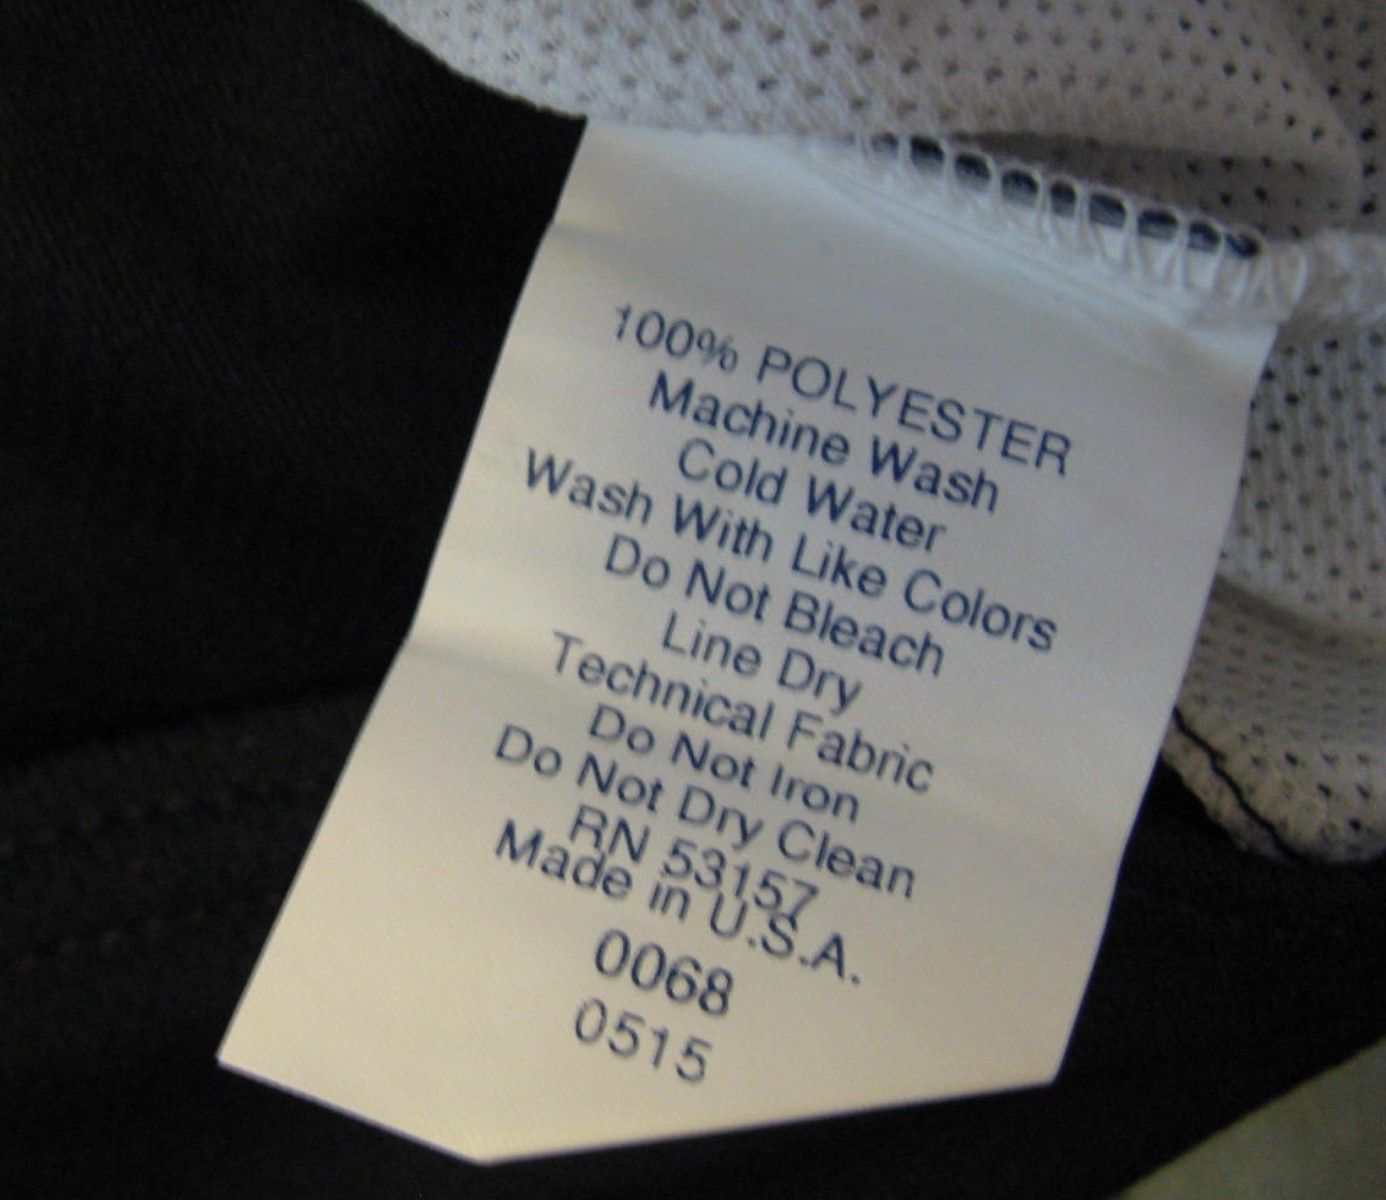 100% POLYESTER
Machine Wash
Cold Water
Wash With Like Colors
Do Not Bleach
Line Dry
Technical Fabric
Do Not Iron
Do Not Dry Clean
RN 53157
Made in U.S.A.
0068
0515